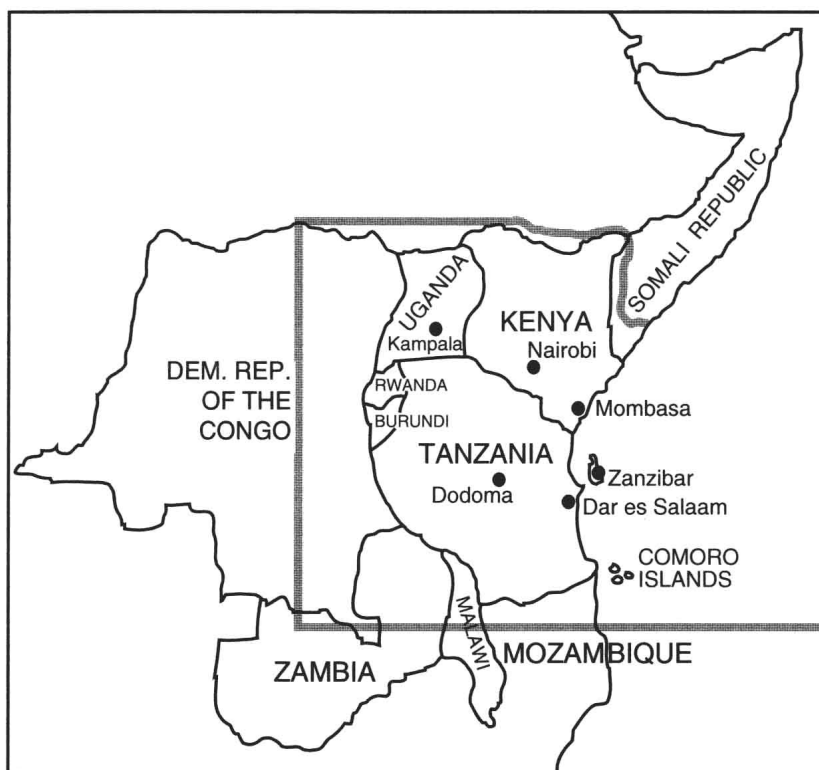 SOMALI REPUBLIC
UGANDA
KENYA
Kampala
Nairobi
DEM. REP.
OF THE
CONGO
RWANDA
BURUNDI
Mombasa
TANZANIA
Zanzibar
Dodoma
Dar es Salaam
COMORO
ISLANDS
MALAWI
MOZAMBIQUE
ZAMBIA